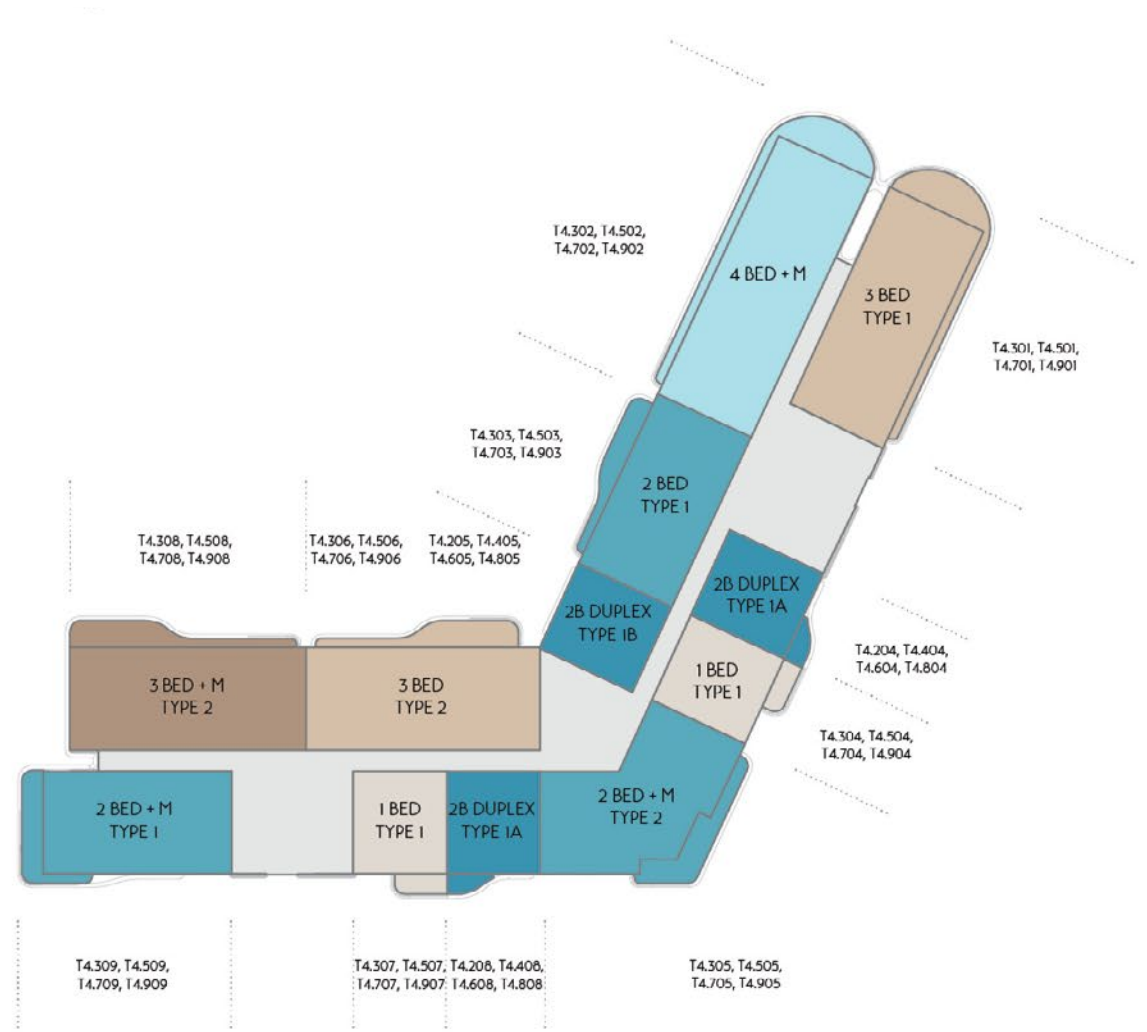 T4.302, T4.502,
T4.702, T4.902
4 BED + M
3 BED
TYPE 1
T4.301, T4.501,
T4.701, T4.901
T4.303, T4.503,
T4.703, T4.903
2 BED
TYPE 1
T4.308, T4.508,
T4.708, T4.908
T4.306, T4.506,
T4.706, T4.906
T4.205, T4.405,
T4.605, T4.805
2B DUPLEX
TYPE 1B
2B DUPLEX
TYPE 1A
T4.204, T4.404,
T4.604, T4.804
3 BED + M
TYPE 2
3 BED
TYPE 2
1 BED
TYPE 1
T4.304, T4.504,
T4.704, T4.904
2 BED + M
TYPE 1
1 BED
TYPE 1
2B DUPLEX
TYPE 1A
2 BED + M
TYPE 2
T4.309, T4.509,
T4.709, T4.909
T4.307, T4.507,
T4.707, T4.907
T4.208, T4.408,
T4.608, T4.808
T4.305, T4.505,
T4.705, T4.905